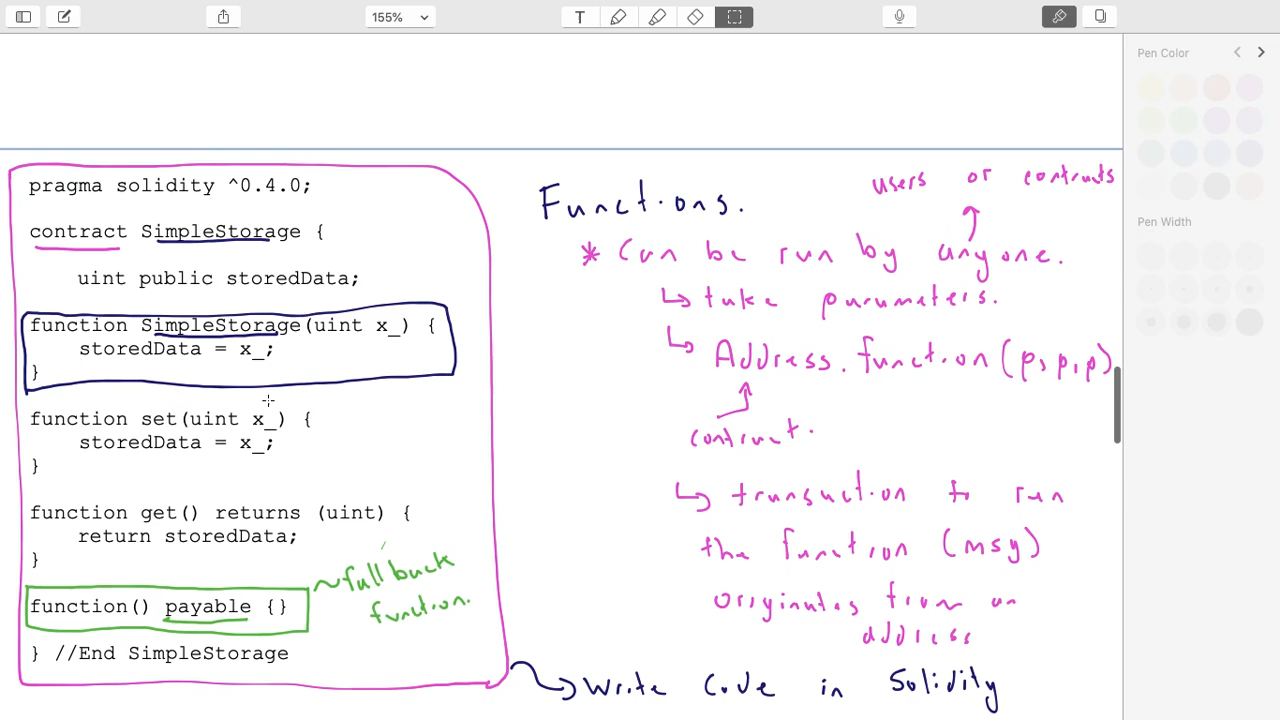 155%
T
Pen Color
Pen Width
pragma solidity ^0.4.0;
contract SimpleStorage {
uint public storedData;
function SimpleStorage(uint x_) {
storedData = x_;
}
function set(uint x_) {
storedData = x_;
}
function get() returns (uint) {
return storedData;
}
function() payable {}
} //End SimpleStorage
~fallback
function.
Functions.
users or contracts
* Can be run by anyone.
↳ take parameters.
↳ Address.function(p,p,p)
contract.
↳ transaction to run
the function (msg)
originates from an
address
Write Code in Solidity